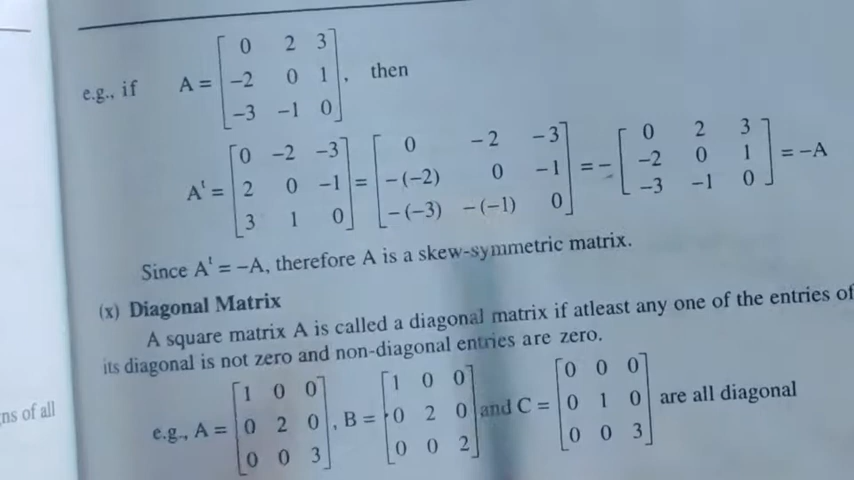 e.g., if A = [0 2 3
-2 0 1
-3 -1 0], then
A^t = [0 -2 -3
2 0 -1
3 1 0] = [0 -2 -3
-(-2) 0 -1
-(-3) -(-1) 0] = - [0 2 3
-2 0 1
-3 -1 0] = -A
Since A^t = -A, therefore A is a skew-symmetric matrix.
(x) Diagonal Matrix
A square matrix A is called a diagonal matrix if atleast any one of the entries of
its diagonal is not zero and non-diagonal entries are zero.
e.g., A = [1 0 0
0 2 0
0 0 3], B = [1 0 0
0 2 0
0 0 2] and C = [0 0 0
0 1 0
0 0 3] are all diagonal
of all